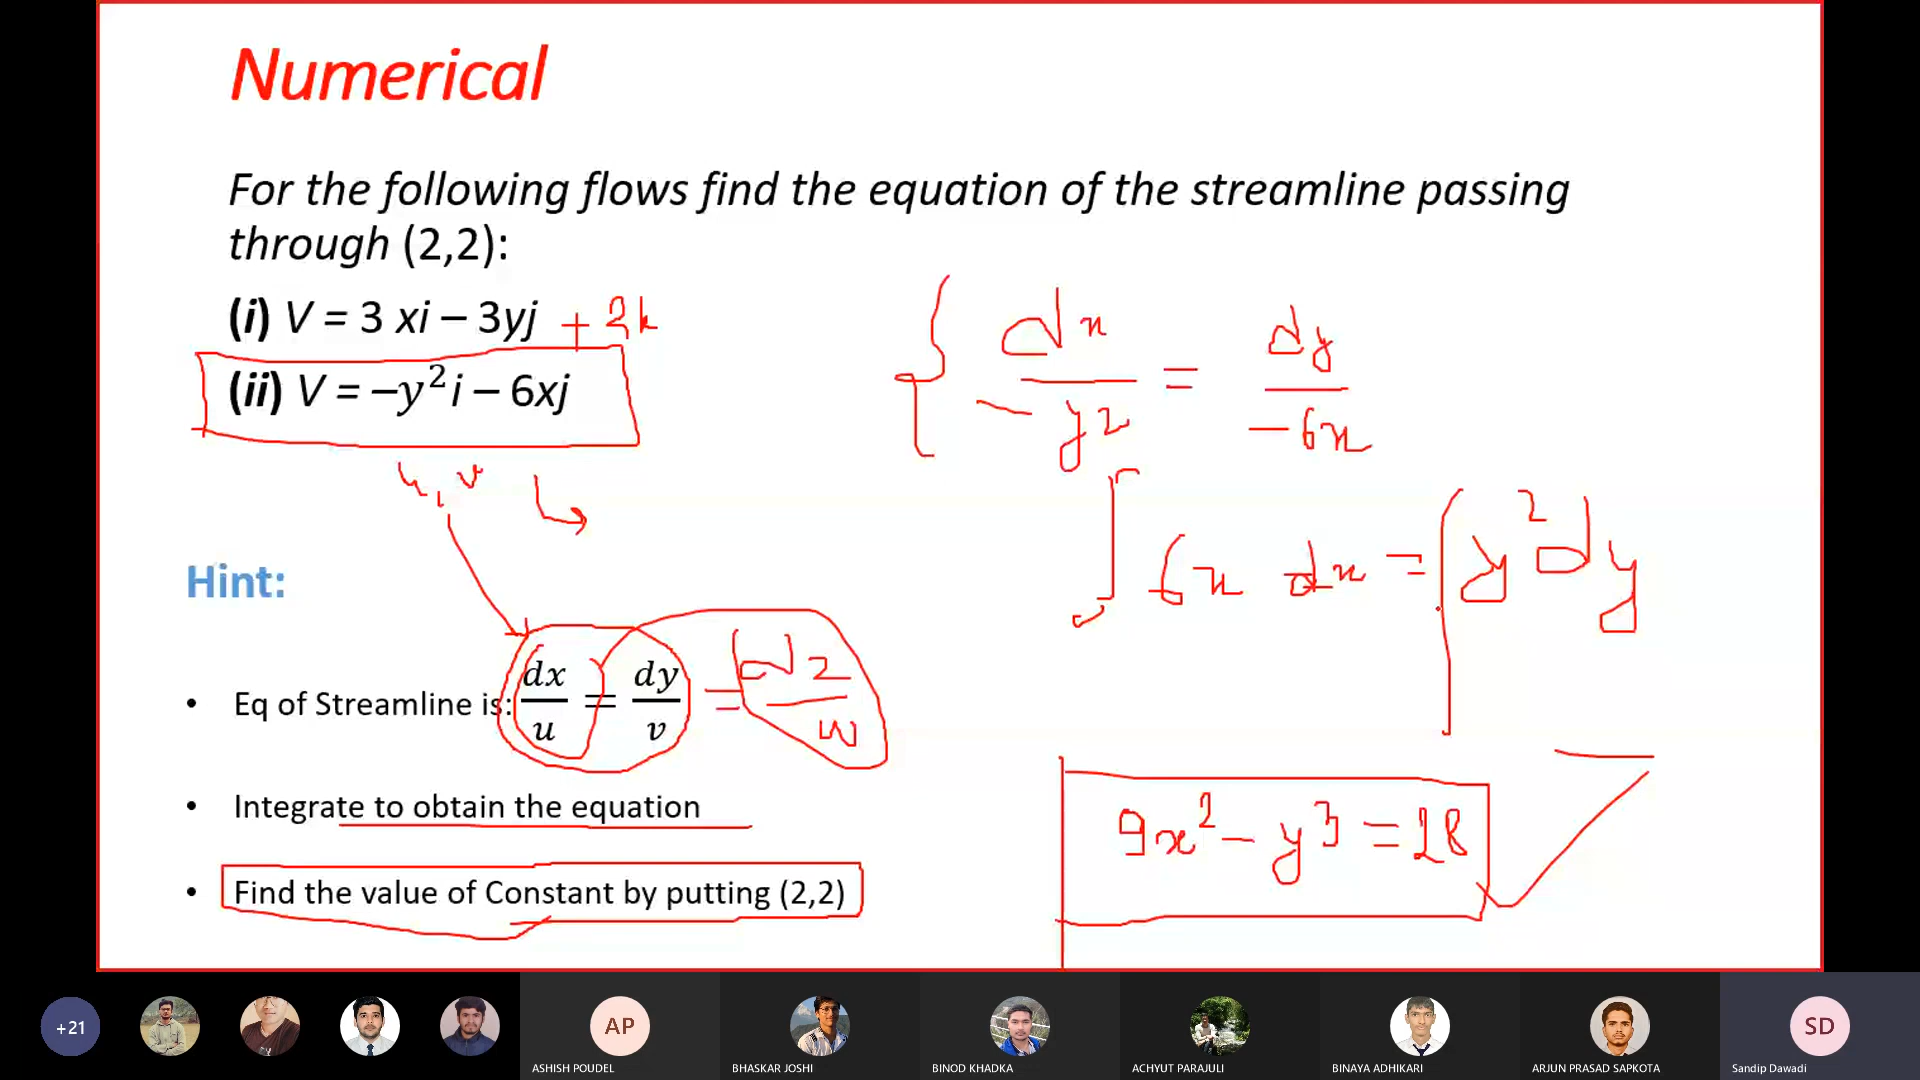 Numerical
For the following flows find the equation of the streamline passing
through (2,2):
(i) V = 3 xi – 3yj + 2k
(ii) V = –y²i – 6xj
u, v
dx / –y² = dy / –6x
∫ 6x dx = ∫ y² dy
Hint:
• Eq of Streamline is: dx/u = dy/v = dz/w
• Integrate to obtain the equation
9x² – y³ = 28
• Find the value of Constant by putting (2,2)
+21
AP
SD
ASHISH POUDEL
BHASKAR JOSHI
BINOD KHADKA
ACHYUT PARAJULI
BINAYA ADHIKARI
ARJUN PRASAD SAPKOTA
Sandip Dawadi